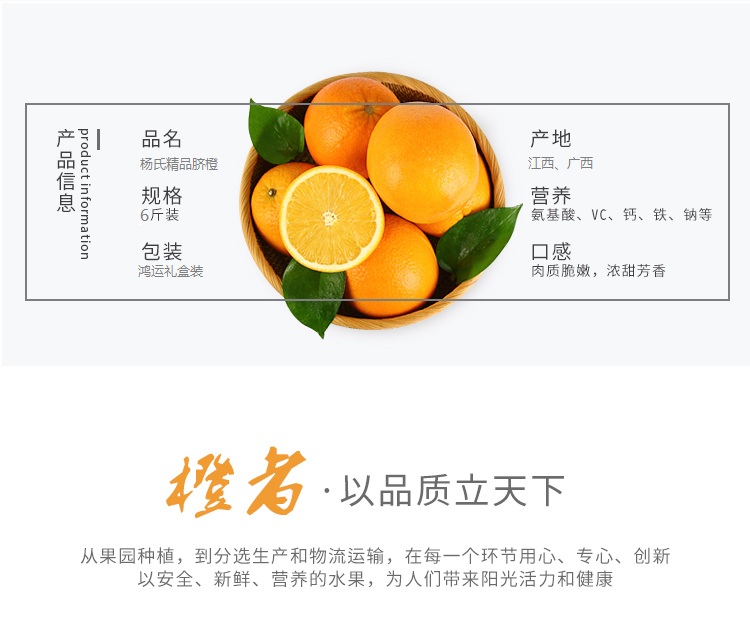 产品信息
product information
品名
杨氏精品脐橙
规格
6斤装
包装
鸿运礼盒装
产地
江西、广西
营养
氨基酸、VC、钙、铁、钠等
口感
肉质脆嫩，浓甜芳香
橙者·以品质立天下
从果园种植，到分选生产和物流运输，在每一个环节用心、专心、创新
以安全、新鲜、营养的水果，为人们带来阳光活力和健康